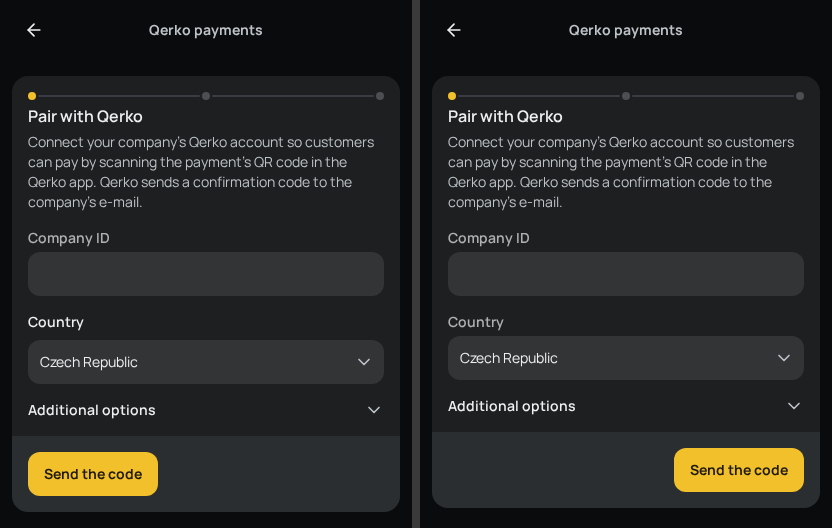 Qerko payments
Pair with Qerko
Connect your company's Qerko account so customers
can pay by scanning the payment's QR code in the
Qerko app. Qerko sends a confirmation code to the
company's e-mail.
Company ID
Country
Czech Republic
Additional options
Send the code
Qerko payments
Pair with Qerko
Connect your company's Qerko account so customers
can pay by scanning the payment's QR code in the
Qerko app. Qerko sends a confirmation code to the
company's e-mail.
Company ID
Country
Czech Republic
Additional options
Send the code